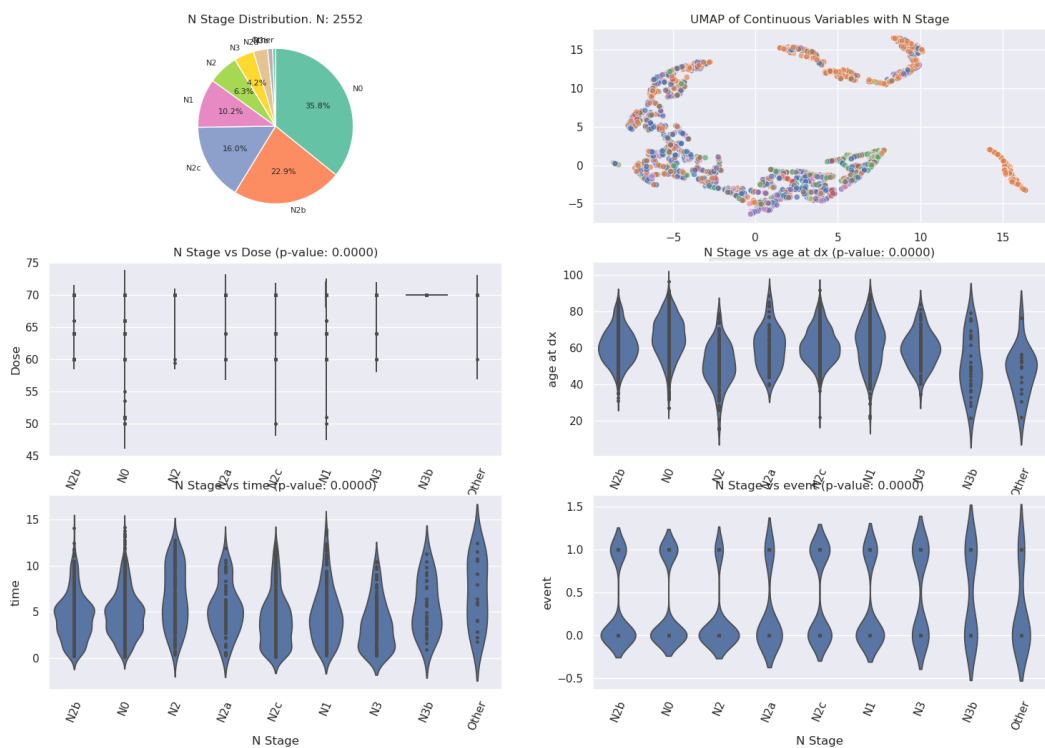 N Stage Distribution. N: 2552
N0
35.8%
N2b
22.9%
N2c
16.0%
N1
10.2%
N2
6.3%
N3
4.2%
Other
UMAP of Continuous Variables with N Stage
15
10
5
0
−5
−5
0
5
10
15
N Stage vs Dose (p-value: 0.0000)
Dose
75
70
65
60
55
50
45
N2b
N0
N2
N2a
N2c
N1
N3
N3b
Other
N Stage vs age at dx (p-value: 0.0000)
age at dx
100
80
60
40
20
N2b
N0
N2
N2a
N2c
N1
N3
N3b
Other
N Stage vs time (p-value: 0.0000)
time
15
10
5
0
N2b
N0
N2
N2a
N2c
N1
N3
N3b
Other
N Stage
N Stage vs event (p-value: 0.0000)
event
1.5
1.0
0.5
0.0
−0.5
N2b
N0
N2
N2a
N2c
N1
N3
N3b
Other
N Stage